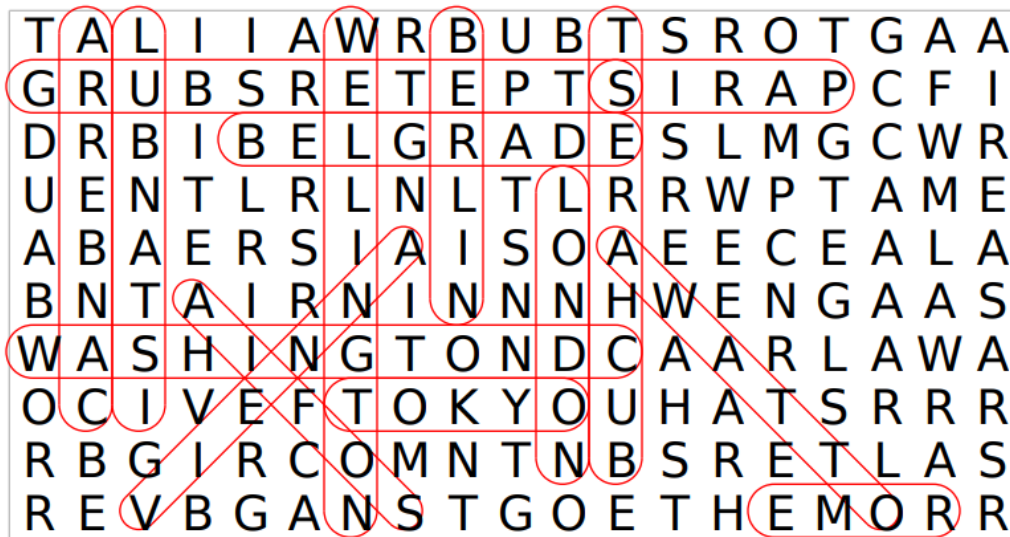 T A L I I A W R B U B T S R O T G A A
G R U B S R E T E P T S I R A P C F I
D R B I B E L G R A D E S L M G C W R
U E N T L R L N L T L R R W P T A M E
A B A E R S I A I S O A E E C E A L A
B N T A I R N I N N N H W E N G A A S
W A S H I N G T O N D C A A R L A W A
O C I V E F T O K Y O U H A T S R R R
R B G I R C O M N T N B S R E T L A S
R E V B G A N S T G O E T H E M O R R